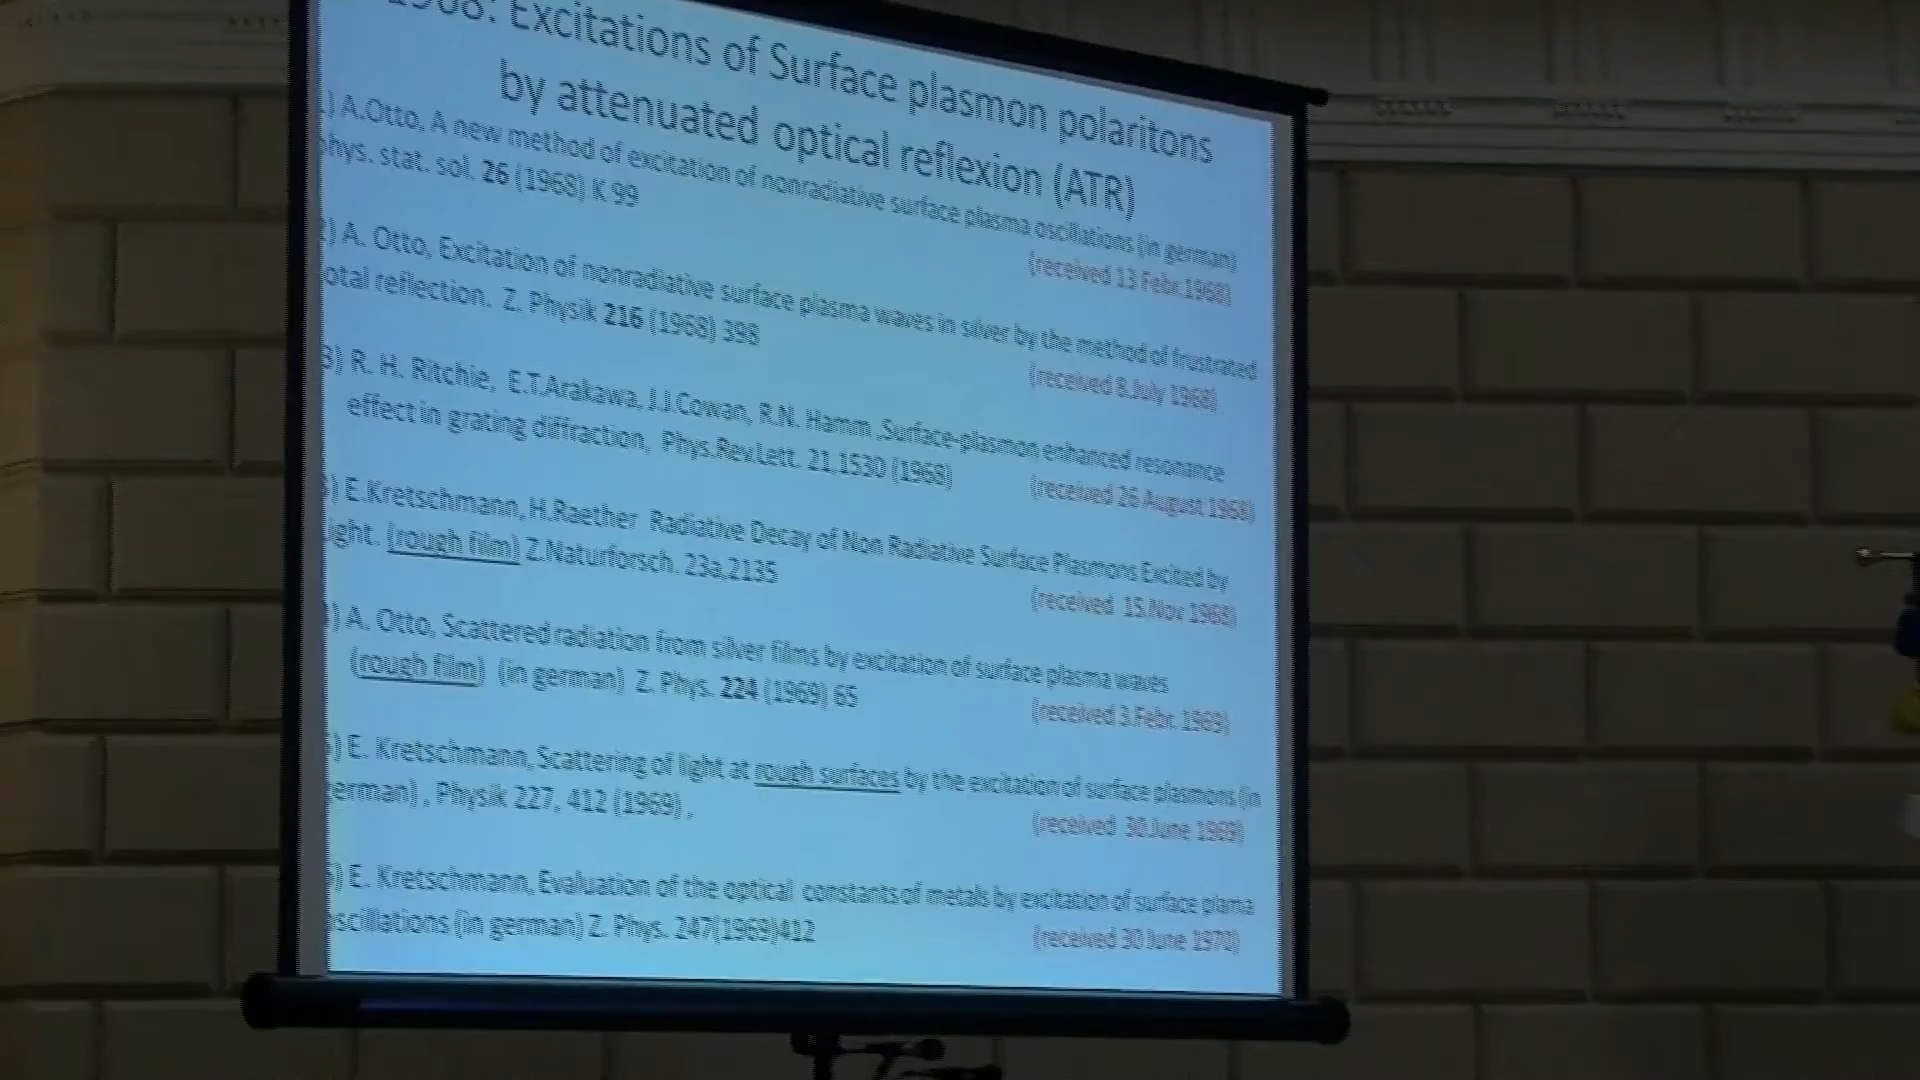 1968: Excitations of Surface plasmon polaritons
by attenuated optical reflexion (ATR)
) A.Otto, A new method of excitation of nonradiative surface plasma oscillations (in german)
phys. stat. sol. 26 (1968) K 99
(received 13 Febr.1968)
) A. Otto, Excitation of nonradiative surface plasma waves in silver by the method of frustrated
otal reflection. Z. Physik 216 (1968) 398
(received 8.July 1968)
3) R. H. Ritchie, E.T.Arakawa, J.J.Cowan, R.N. Hamm ,Surface-plasmon enhanced resonance
effect in grating diffraction, Phys.Rev.Lett. 21,1530 (1968)
(received 26 August 1968)
) E.Kretschmann, H.Raether Radiative Decay of Non Radiative Surface Plasmons Excited by
Light. (rough film) Z.Naturforsch. 23a,2135
(received 15.Nov 1968)
) A. Otto, Scattered radiation from silver films by excitation of surface plasma waves
(rough film) (in german) Z. Phys. 224 (1969) 65
(received 3.Febr. 1969)
) E. Kretschmann, Scattering of light at rough surfaces by the excitation of surface plasmons (in
german) , Physik 227, 412 (1969) ,
(received 30.June 1969)
) E. Kretschmann, Evaluation of the optical constants of metals by excitation of surface plama
oscillations (in german) Z. Phys. 247(1969)412
(received 30 June 1970)